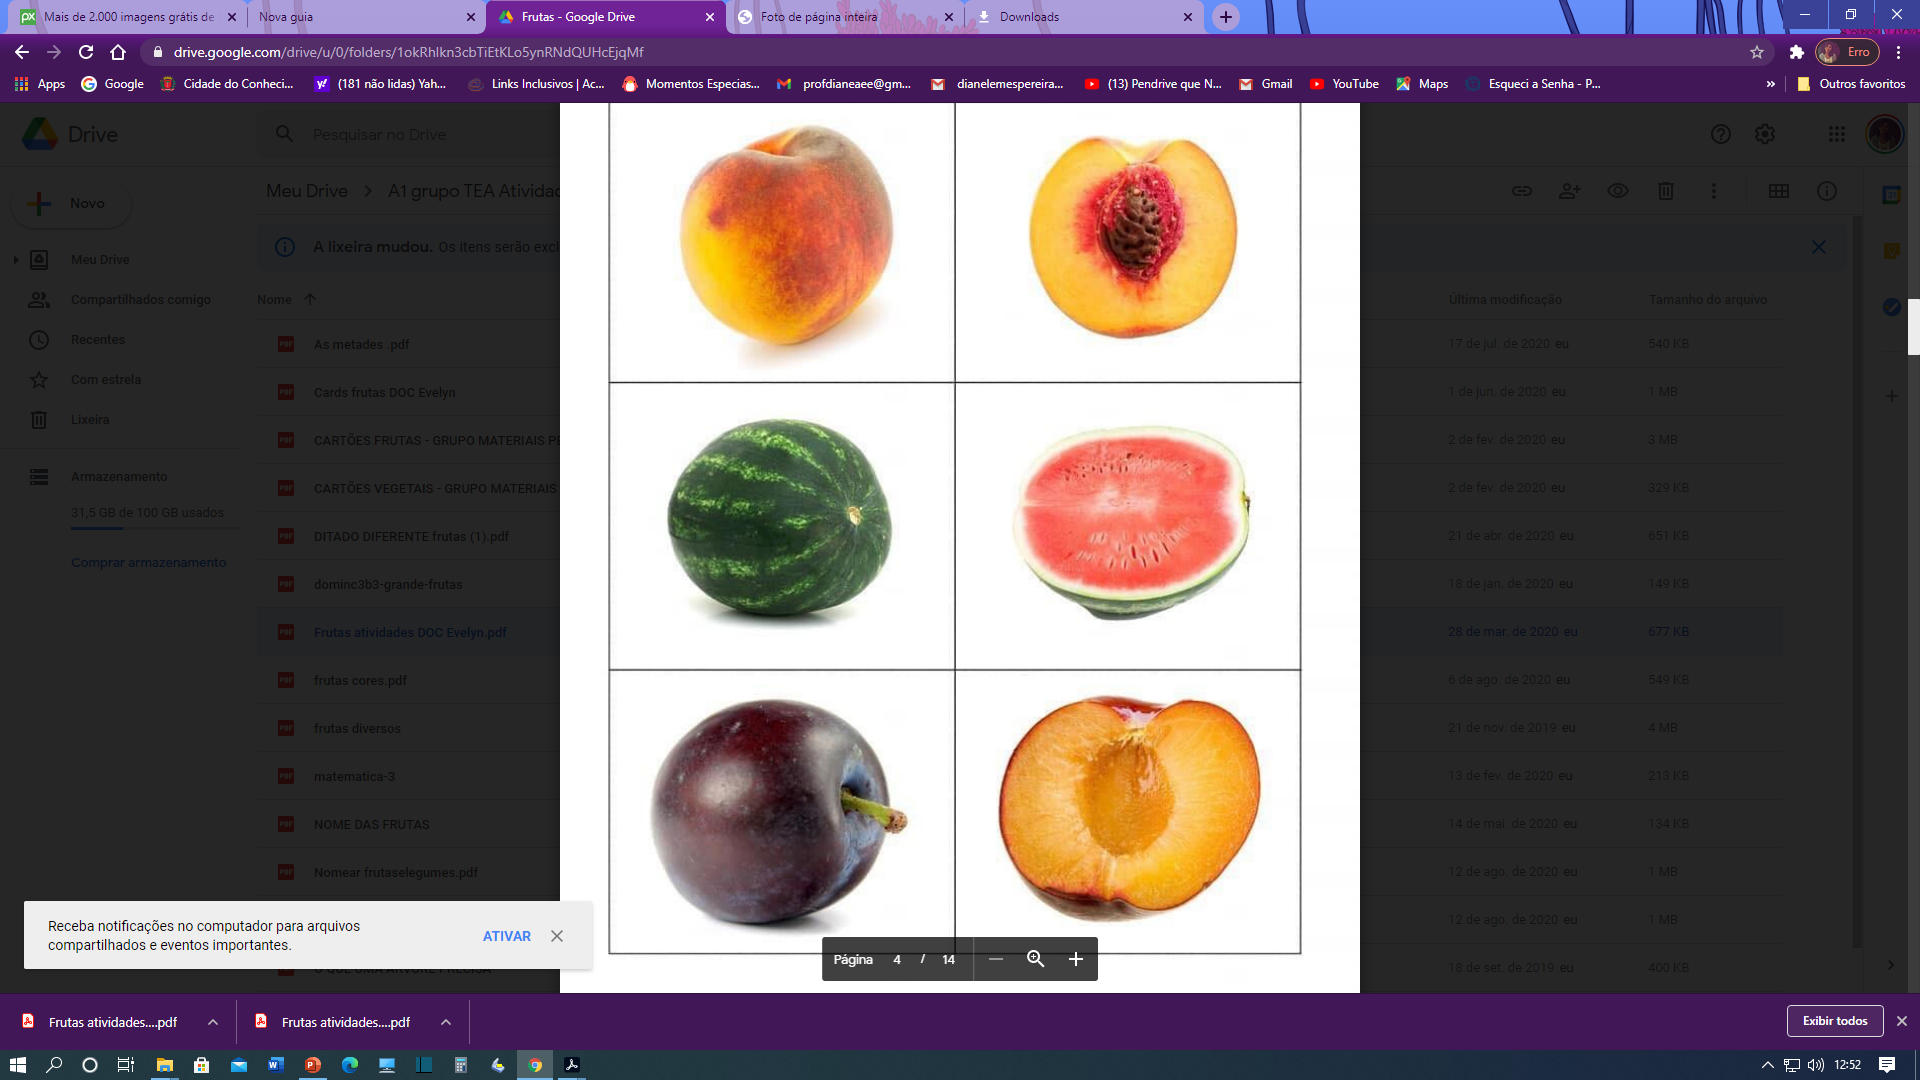 Mais de 2.000 imagens grátis de
Nova guia
Frutas - Google Drive
Foto de página inteira
Downloads
drive.google.com/drive/u/0/folders/1okRhlkn3cbTiEtKLo5ynRNdQUHcEjqMf
Erro
Apps
Google
Cidade do Conheci...
(181 não lidas) Yah...
Links Inclusivos | Ac...
Momentos Especias...
profdianeaee@gm...
dianelemespereira...
(13) Pendrive que N...
Gmail
YouTube
Maps
Esqueci a Senha - P...
»
Outros favoritos
Drive
Pesquisar no Drive
Novo
Meu Drive > A1 grupo TEA Ativida
A lixeira mudou. Os itens serão excl
Meu Drive
Compartilhados comigo
Recentes
Com estrela
Lixeira
Armazenamento
31,5 GB de 100 GB usados
Comprar armazenamento
Nome
Última modificação
Tamanho do arquivo
As metades .pdf
17 de jul. de 2020 eu
540 KB
Cards frutas DOC Evelyn
1 de jun. de 2020 eu
1 MB
CARTÕES FRUTAS - GRUPO MATERIAIS PE
2 de fev. de 2020 eu
3 MB
CARTÕES VEGETAIS - GRUPO MATERIAIS
2 de fev. de 2020 eu
329 KB
DITADO DIFERENTE frutas (1).pdf
21 de abr. de 2020 eu
651 KB
dominc3b3-grande-frutas
18 de jan. de 2020 eu
149 KB
Frutas atividades DOC Evelyn.pdf
28 de mar. de 2020 eu
677 KB
frutas cores.pdf
6 de ago. de 2020 eu
549 KB
frutas diversos
21 de nov. de 2019 eu
4 MB
matematica-3
13 de fev. de 2020 eu
213 KB
NOME DAS FRUTAS
14 de mai. de 2020 eu
134 KB
Nomear frutaselegumes.pdf
12 de ago. de 2020 eu
1 MB
12 de ago. de 2020 eu
1 MB
18 de set. de 2019 eu
400 KB
Receba notificações no computador para arquivos
compartilhados e eventos importantes.
ATIVAR
Página 4 / 14
Frutas atividades....pdf
Frutas atividades....pdf
Exibir todos
12:52